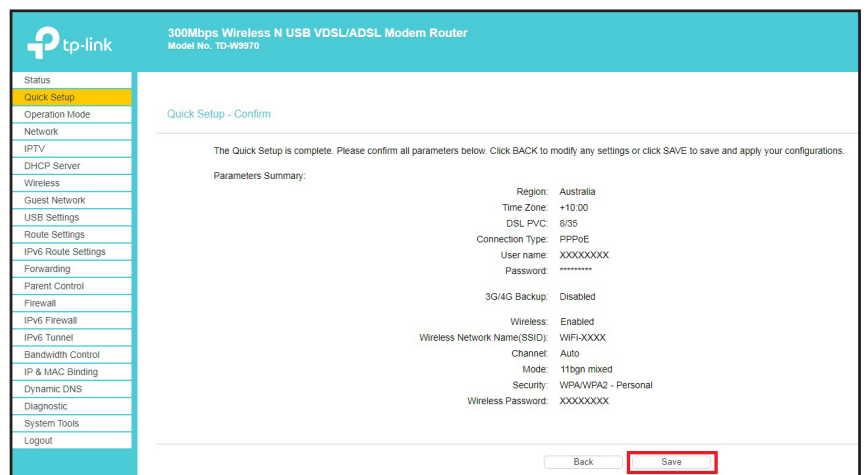 tp-link
300Mbps Wireless N USB VDSL/ADSL Modem Router
Model No. TD-W9970
Status
Quick Setup
Operation Mode
Network
IPTV
DHCP Server
Wireless
Guest Network
USB Settings
Route Settings
IPv6 Route Settings
Forwarding
Parent Control
Firewall
IPv6 Firewall
IPv6 Tunnel
Bandwidth Control
IP & MAC Binding
Dynamic DNS
Diagnostic
System Tools
Logout
Quick Setup - Confirm
The Quick Setup is complete. Please confirm all parameters below. Click BACK to modify any settings or click SAVE to save and apply your configurations.
Parameters Summary:
Region: Australia
Time Zone: +10:00
DSL PVC: 8/35
Connection Type: PPPoE
User name: XXXXXXXX
Password: *********
3G/4G Backup: Disabled
Wireless: Enabled
Wireless Network Name(SSID): WiFi-XXXX
Channel: Auto
Mode: 11bgn mixed
Security: WPA/WPA2 - Personal
Wireless Password: XXXXXXXX
Back Save